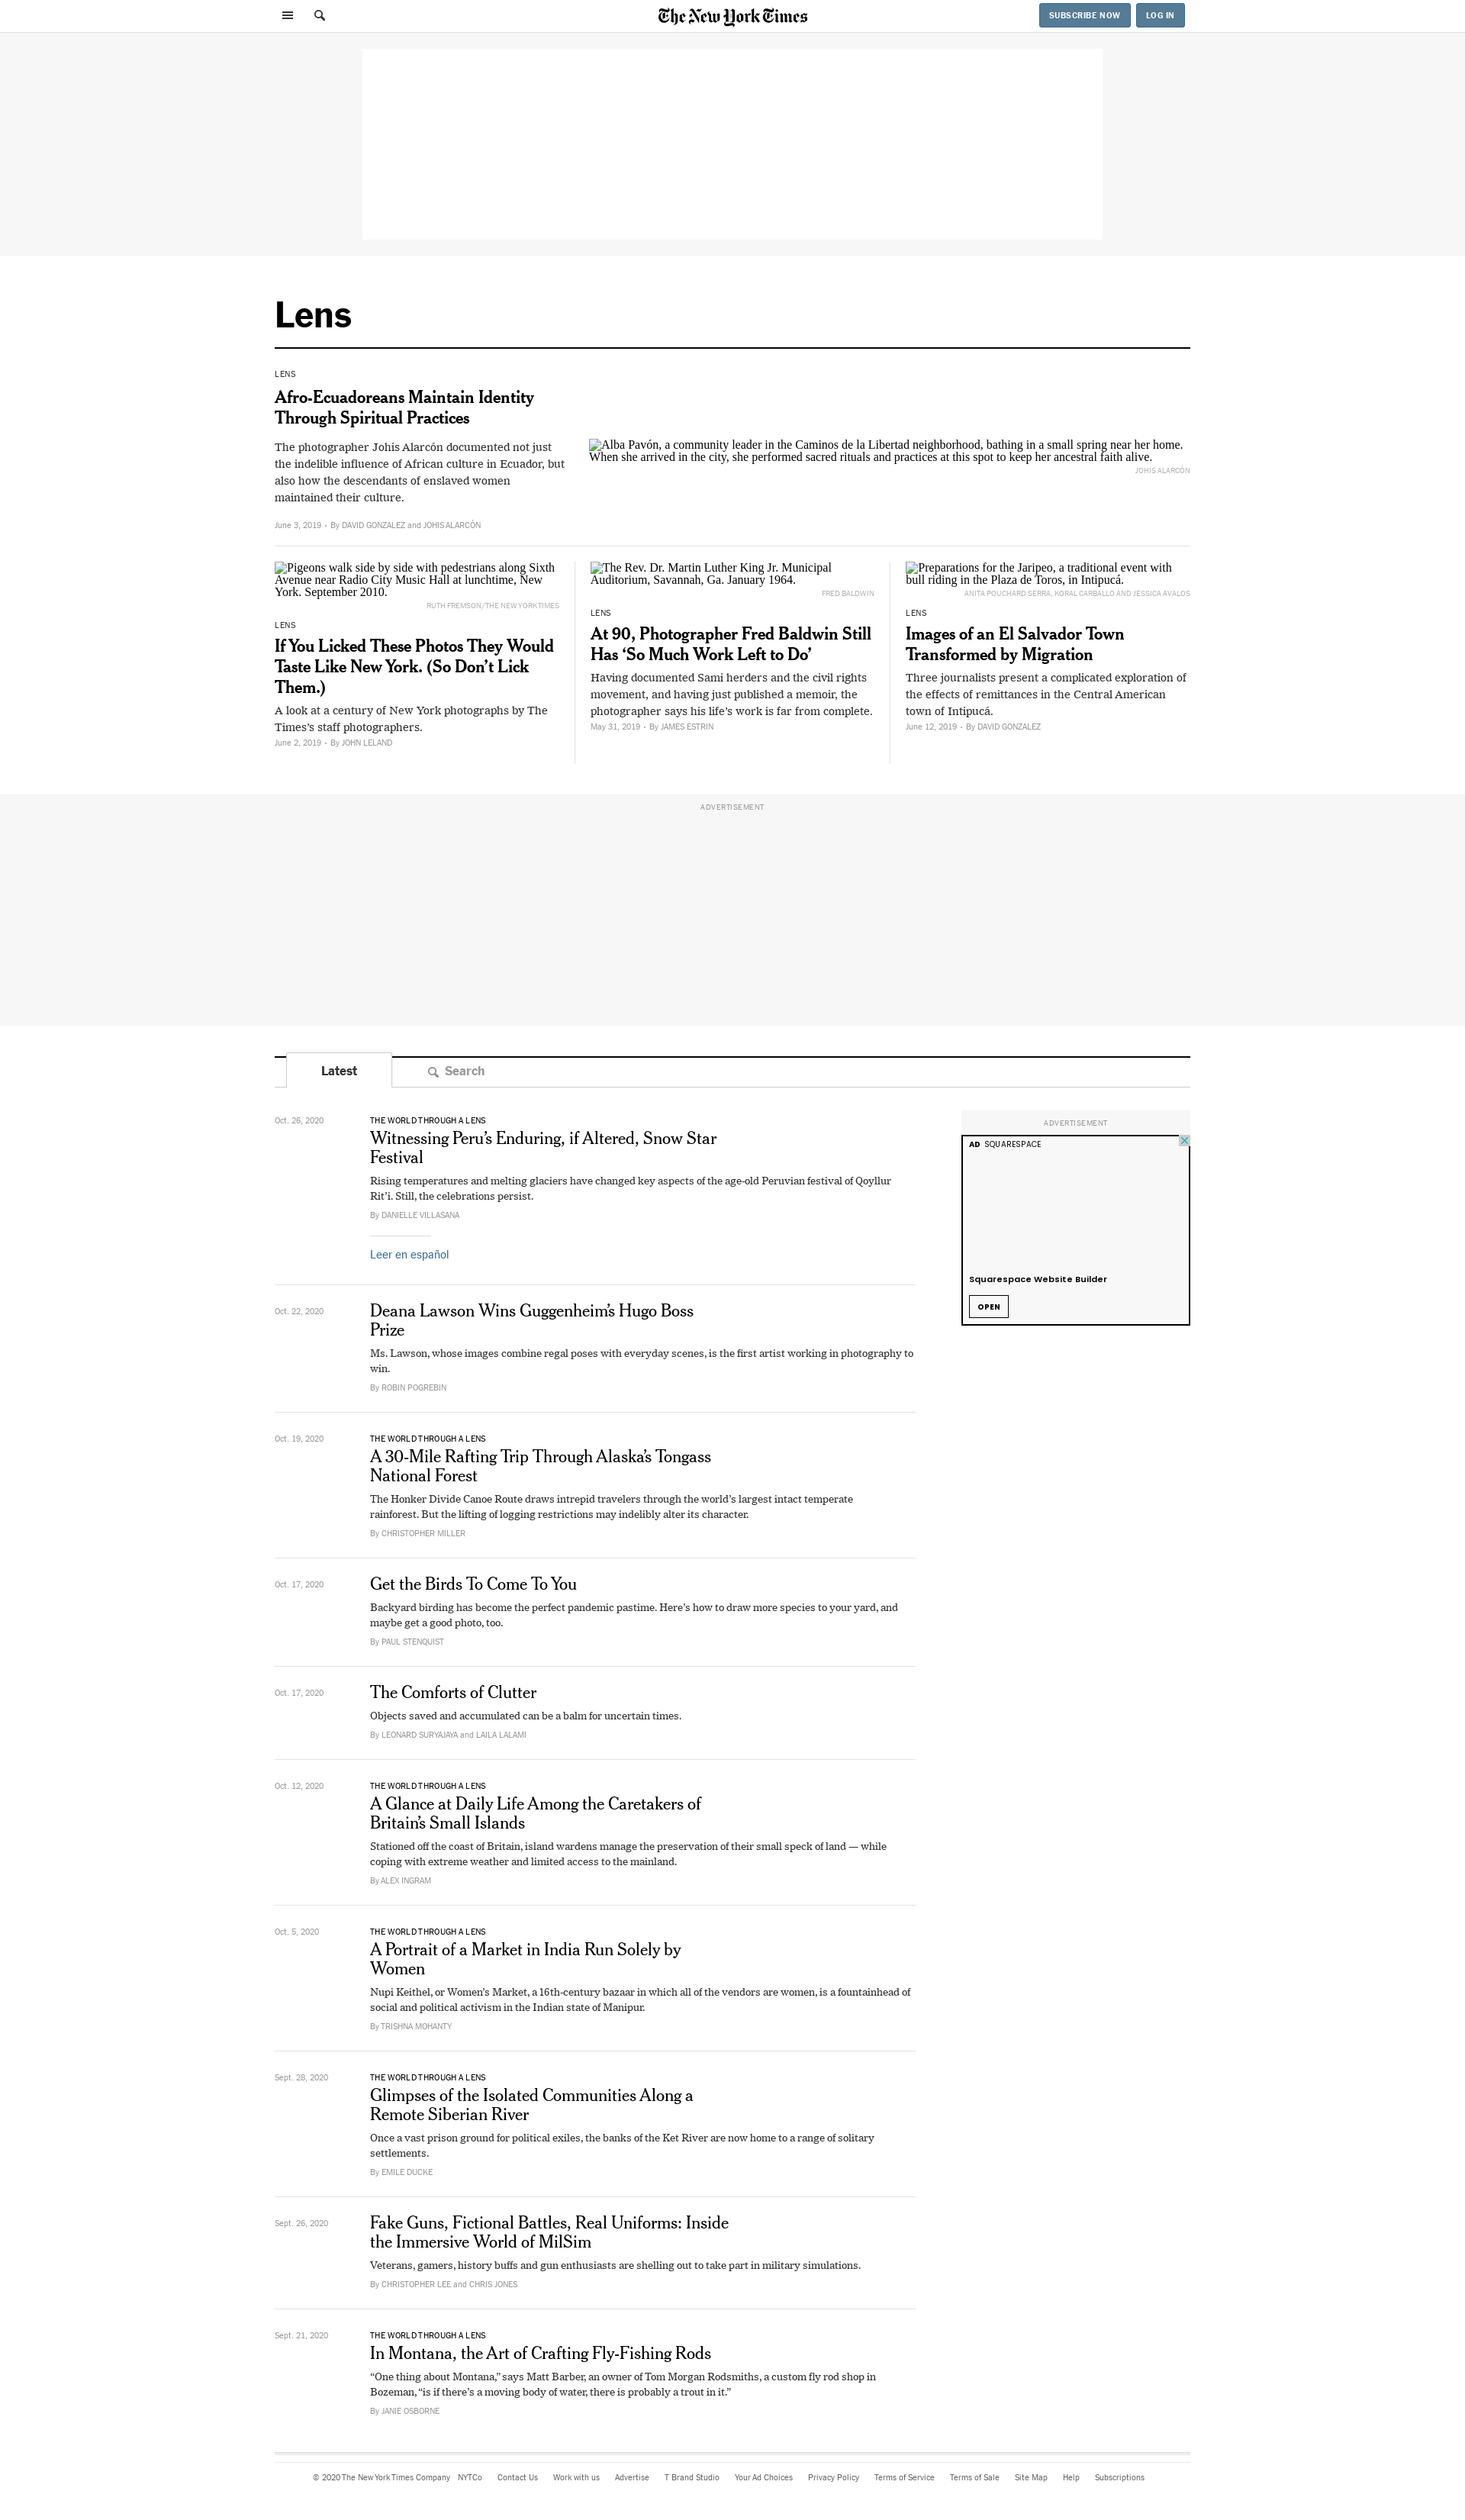 The New York Times
SUBSCRIBE NOW
LOG IN
Lens
LENS
Afro-Ecuadoreans Maintain Identity
Through Spiritual Practices
The photographer Johis Alarcón documented not just
the indelible influence of African culture in Ecuador, but
also how the descendants of enslaved women
maintained their culture.
June 3, 2019 • By DAVID GONZALEZ and JOHIS ALARCÓN
Alba Pavón, a community leader in the Caminos de la Libertad neighborhood, bathing in a small spring near her home.
When she arrived in the city, she performed sacred rituals and practices at this spot to keep her ancestral faith alive.
JOHIS ALARCÓN
Pigeons walk side by side with pedestrians along Sixth
Avenue near Radio City Music Hall at lunchtime, New
York. September 2010.
RUTH FREMSON/THE NEW YORK TIMES
LENS
If You Licked These Photos They Would
Taste Like New York. (So Don’t Lick
Them.)
A look at a century of New York photographs by The
Times’s staff photographers.
June 2, 2019 • By JOHN LELAND
The Rev. Dr. Martin Luther King Jr. Municipal
Auditorium, Savannah, Ga. January 1964.
FRED BALDWIN
LENS
At 90, Photographer Fred Baldwin Still
Has ‘So Much Work Left to Do’
Having documented Sami herders and the civil rights
movement, and having just published a memoir, the
photographer says his life’s work is far from complete.
May 31, 2019 • By JAMES ESTRIN
Preparations for the Jaripeo, a traditional event with
bull riding in the Plaza de Toros, in Intipucá.
ANITA POUCHARD SERRA, KORAL CARBALLO AND JESSICA AVALOS
LENS
Images of an El Salvador Town
Transformed by Migration
Three journalists present a complicated exploration of
the effects of remittances in the Central American
town of Intipucá.
June 12, 2019 • By DAVID GONZALEZ
ADVERTISEMENT
Latest
Search
Oct. 26, 2020
THE WORLD THROUGH A LENS
Witnessing Peru’s Enduring, if Altered, Snow Star
Festival
Rising temperatures and melting glaciers have changed key aspects of the age-old Peruvian festival of Qoyllur
Rit’i. Still, the celebrations persist.
By DANIELLE VILLASANA
Leer en español
ADVERTISEMENT
AD SQUARESPACE
Squarespace Website Builder
OPEN
Oct. 22, 2020
Deana Lawson Wins Guggenheim’s Hugo Boss
Prize
Ms. Lawson, whose images combine regal poses with everyday scenes, is the first artist working in photography to
win.
By ROBIN POGREBIN
Oct. 19, 2020
THE WORLD THROUGH A LENS
A 30-Mile Rafting Trip Through Alaska’s Tongass
National Forest
The Honker Divide Canoe Route draws intrepid travelers through the world’s largest intact temperate
rainforest. But the lifting of logging restrictions may indelibly alter its character.
By CHRISTOPHER MILLER
Oct. 17, 2020
Get the Birds To Come To You
Backyard birding has become the perfect pandemic pastime. Here’s how to draw more species to your yard, and
maybe get a good photo, too.
By PAUL STENQUIST
Oct. 17, 2020
The Comforts of Clutter
Objects saved and accumulated can be a balm for uncertain times.
By LEONARD SURYAJAYA and LAILA LALAMI
Oct. 12, 2020
THE WORLD THROUGH A LENS
A Glance at Daily Life Among the Caretakers of
Britain’s Small Islands
Stationed off the coast of Britain, island wardens manage the preservation of their small speck of land — while
coping with extreme weather and limited access to the mainland.
By ALEX INGRAM
Oct. 5, 2020
THE WORLD THROUGH A LENS
A Portrait of a Market in India Run Solely by
Women
Nupi Keithel, or Women’s Market, a 16th-century bazaar in which all of the vendors are women, is a fountainhead of
social and political activism in the Indian state of Manipur.
By TRISHNA MOHANTY
Sept. 28, 2020
THE WORLD THROUGH A LENS
Glimpses of the Isolated Communities Along a
Remote Siberian River
Once a vast prison ground for political exiles, the banks of the Ket River are now home to a range of solitary
settlements.
By EMILE DUCKE
Sept. 26, 2020
Fake Guns, Fictional Battles, Real Uniforms: Inside
the Immersive World of MilSim
Veterans, gamers, history buffs and gun enthusiasts are shelling out to take part in military simulations.
By CHRISTOPHER LEE and CHRIS JONES
Sept. 21, 2020
THE WORLD THROUGH A LENS
In Montana, the Art of Crafting Fly-Fishing Rods
“One thing about Montana,” says Matt Barber, an owner of Tom Morgan Rodsmiths, a custom fly rod shop in
Bozeman, “is if there’s a moving body of water, there is probably a trout in it.”
By JANIE OSBORNE
© 2020 The New York Times Company NYTCo Contact Us Work with us Advertise T Brand Studio Your Ad Choices Privacy Policy Terms of Service Terms of Sale Site Map Help Subscriptions